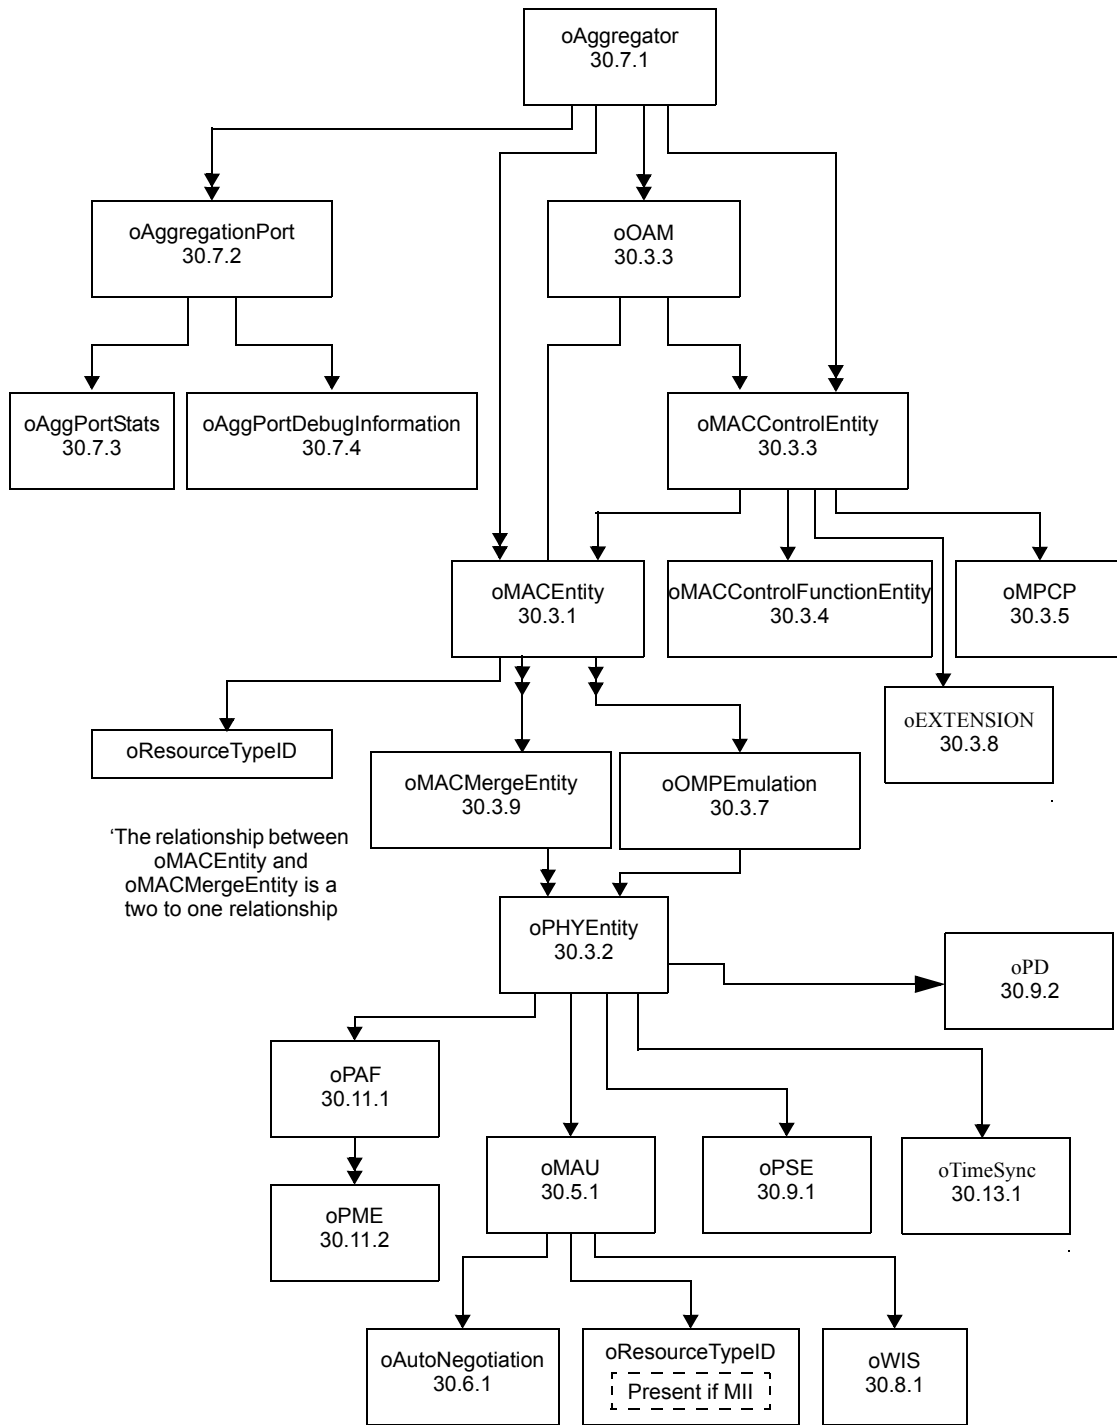 oAggregator
30.7.1
oAggregationPort
30.7.2
oOAM
30.3.3
oAggPortStats
30.7.3
oAggPortDebugInformation
30.7.4
oMACControlEntity
30.3.3
oMACEntity
30.3.1
oMACControlFunctionEntity
30.3.4
oMPCP
30.3.5
oResourceTypeID
oMACMergeEntity
30.3.9
oOMPEmulation
30.3.7
oEXTENSION
30.3.8
‘The relationship between
oMACEntity and
oMACMergeEntity is a
two to one relationship
oPHYEntity
30.3.2
oPD
30.9.2
oPAF
30.11.1
oMAU
30.5.1
oPSE
30.9.1
oTimeSync
30.13.1
oPME
30.11.2
oAutoNegotiation
30.6.1
oResourceTypeID
Present if MII
oWIS
30.8.1